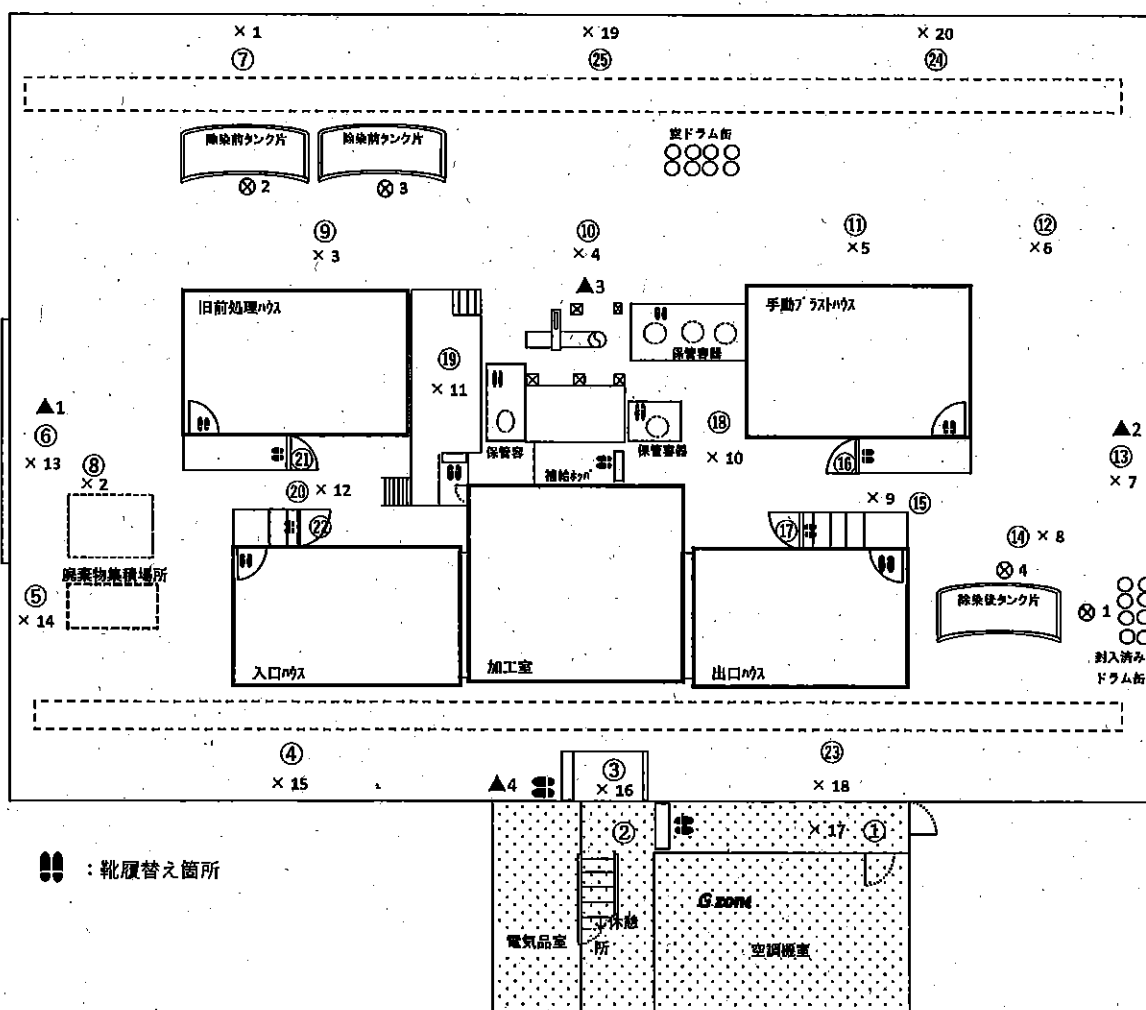 × 1
× 19
× 20
⑦
㉕
㉔
除染前タンク片
除染前タンク片
空ドラム缶
⊗ 2
⊗ 3
⑨
⑩
⑪
⑫
× 3
× 4
× 5
× 6
▲3
旧前処理ハウス
手動ブラストハウス
保管容器
⑲
× 11
▲1
⑥
× 13
⑱
▲2
⑬
保管容
保管容器
× 10
㉑
⑯
⑧
× 2
補給ホッパ
× 7
⑳
× 12
× 9
⑮
㉒
⑰
⑭ × 8
廃棄物集積場所
⊗ 4
⑤
× 14
除染後タンク片
⊗ 1
封入済み
ドラム缶
入口ハウス
加工室
出口ハウス
④
㉓
③
× 15
▲4
× 16
× 18
②
× 17
①
:靴履替え箇所
G zone
休憩
所
電気品室
空調機室